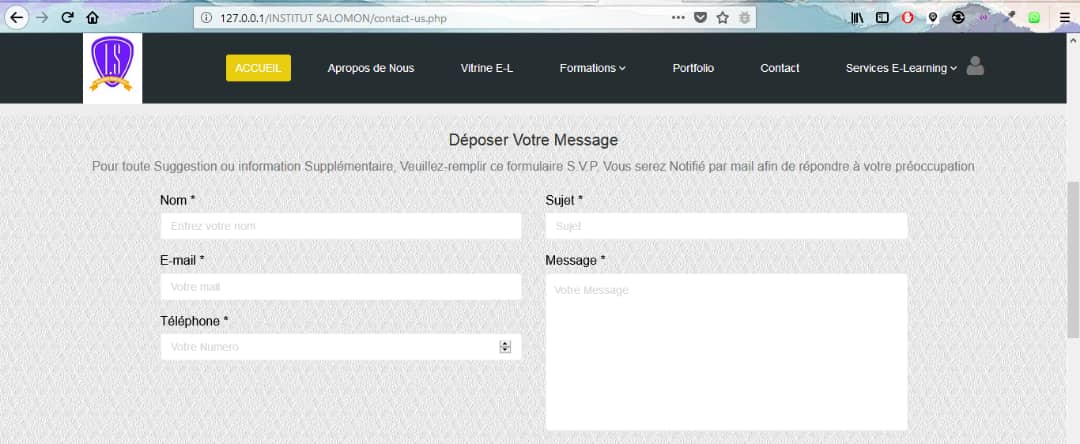 127.0.0.1/INSTITUT SALOMON/contact-us.php
I.S
ACCUEIL Apropos de Nous Vitrine E-L Formations Portfolio Contact Services E-Learning
Déposer Votre Message
Pour toute Suggestion ou information Supplémentaire, Veuillez-remplir ce formulaire S.V.P. Vous serez Notifié par mail afin de répondre à votre préoccupation
Nom *
Entrez votre nom
E-mail *
Votre mail
Téléphone *
Votre Numero
Sujet *
Sujet
Message *
Votre Message